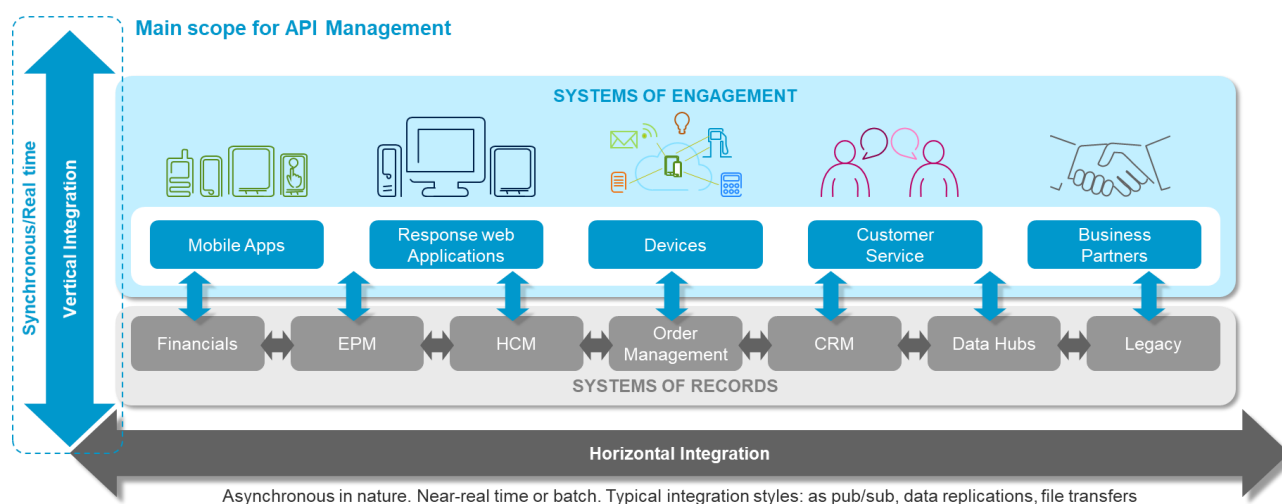 Main scope for API Management
SYSTEMS OF ENGAGEMENT
Synchronous/Real time
Vertical Integration
Mobile Apps
Response web
Applications
Devices
Customer
Service
Business
Partners
Financials
EPM
HCM
Order
Management
CRM
Data Hubs
Legacy
SYSTEMS OF RECORDS
Horizontal Integration
Asynchronous in nature. Near-real time or batch. Typical integration styles: as pub/sub, data replications, file transfers